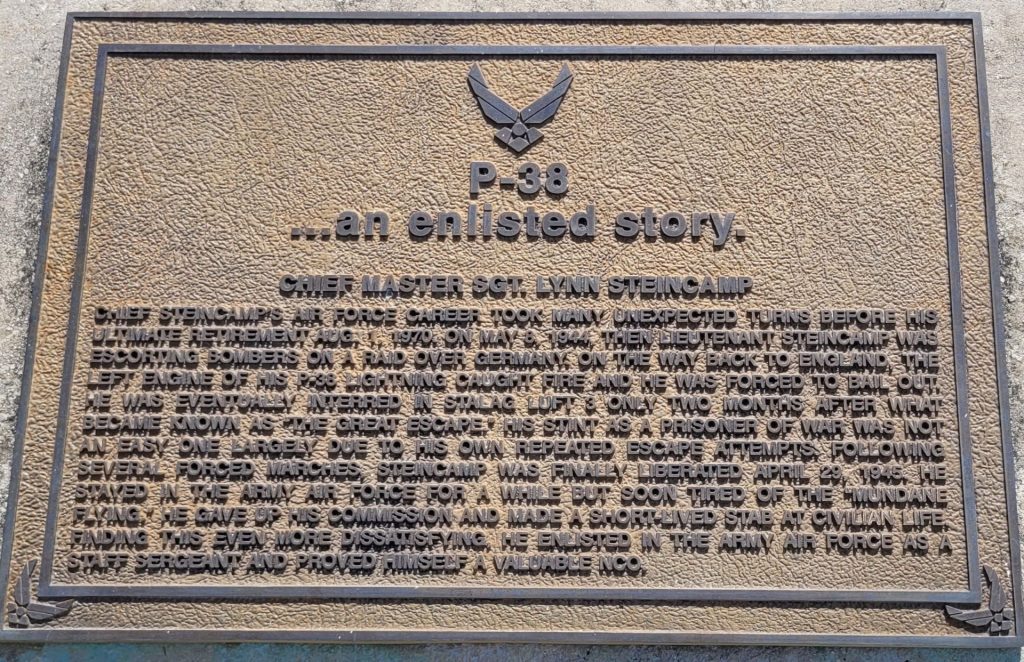 P-38
...an enlisted story.
CHIEF MASTER SGT. LYNN STEINCAMP
CHIEF STEINCAMP'S AIR FORCE CAREER TOOK MANY UNEXPECTED TURNS BEFORE HIS
ULTIMATE RETIREMENT AUG. 1, 1970. ON MAY 8, 1944, THEN LIEUTENANT STEINCAMP WAS
ESCORTING BOMBERS ON A RAID OVER GERMANY. ON THE WAY BACK TO ENGLAND, THE
LEFT ENGINE OF HIS P-38 LIGHTNING CAUGHT FIRE AND HE WAS FORCED TO BAIL OUT.
HE WAS EVENTUALLY INTERRED IN STALAG LUFT 3 ONLY TWO MONTHS AFTER WHAT
BECAME KNOWN AS "THE GREAT ESCAPE." HIS STINT AS A PRISONER OF WAR WAS NOT
AN EASY ONE LARGELY DUE TO HIS OWN REPEATED ESCAPE ATTEMPTS. FOLLOWING
SEVERAL FORCED MARCHES, STEINCAMP WAS FINALLY LIBERATED APRIL 29, 1945. HE
STAYED IN THE ARMY AIR FORCE FOR A WHILE BUT SOON TIRED OF THE "MUNDANE
FLYING." HE GAVE UP HIS COMMISSION AND MADE A SHORT-LIVED STAB AT CIVILIAN LIFE.
FINDING THIS EVEN MORE DISSATISFYING, HE ENLISTED IN THE ARMY AIR FORCE AS A
STAFF SERGEANT AND PROVED HIMSELF A VALUABLE NCO.